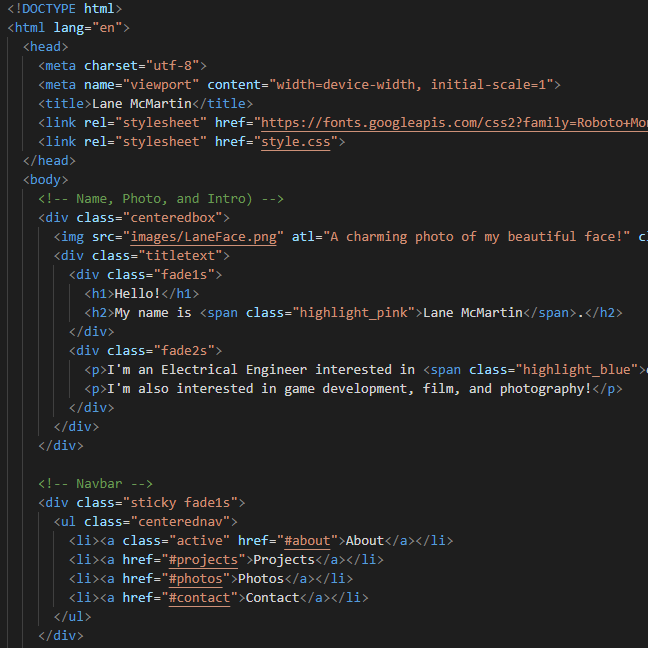 <!DOCTYPE html>
<html lang="en">
<head>
<meta charset="utf-8">
<meta name="viewport" content="width=device-width, initial-scale=1">
<title>Lane McMartin</title>
<link rel="stylesheet" href="https://fonts.googleapis.com/css2?family=Roboto+Mo
<link rel="stylesheet" href="style.css">
</head>
<body>
<!-- Name, Photo, and Intro) -->
<div class="centeredbox">
<img src="images/LaneFace.png" atl="A charming photo of my beautiful face!" cl
<div class="titletext">
<div class="fade1s">
<h1>Hello!</h1>
<h2>My name is <span class="highlight_pink">Lane McMartin</span>.</h2>
</div>
<div class="fade2s">
<p>I'm an Electrical Engineer interested in <span class="highlight_blue">
<p>I'm also interested in game development, film, and photography!</p>
</div>
</div>
</div>
<!-- Navbar -->
<div class="sticky fade1s">
<ul class="centerednav">
<li><a class="active" href="#about">About</a></li>
<li><a href="#projects">Projects</a></li>
<li><a href="#photos">Photos</a></li>
<li><a href="#contact">Contact</a></li>
</ul>
</div>